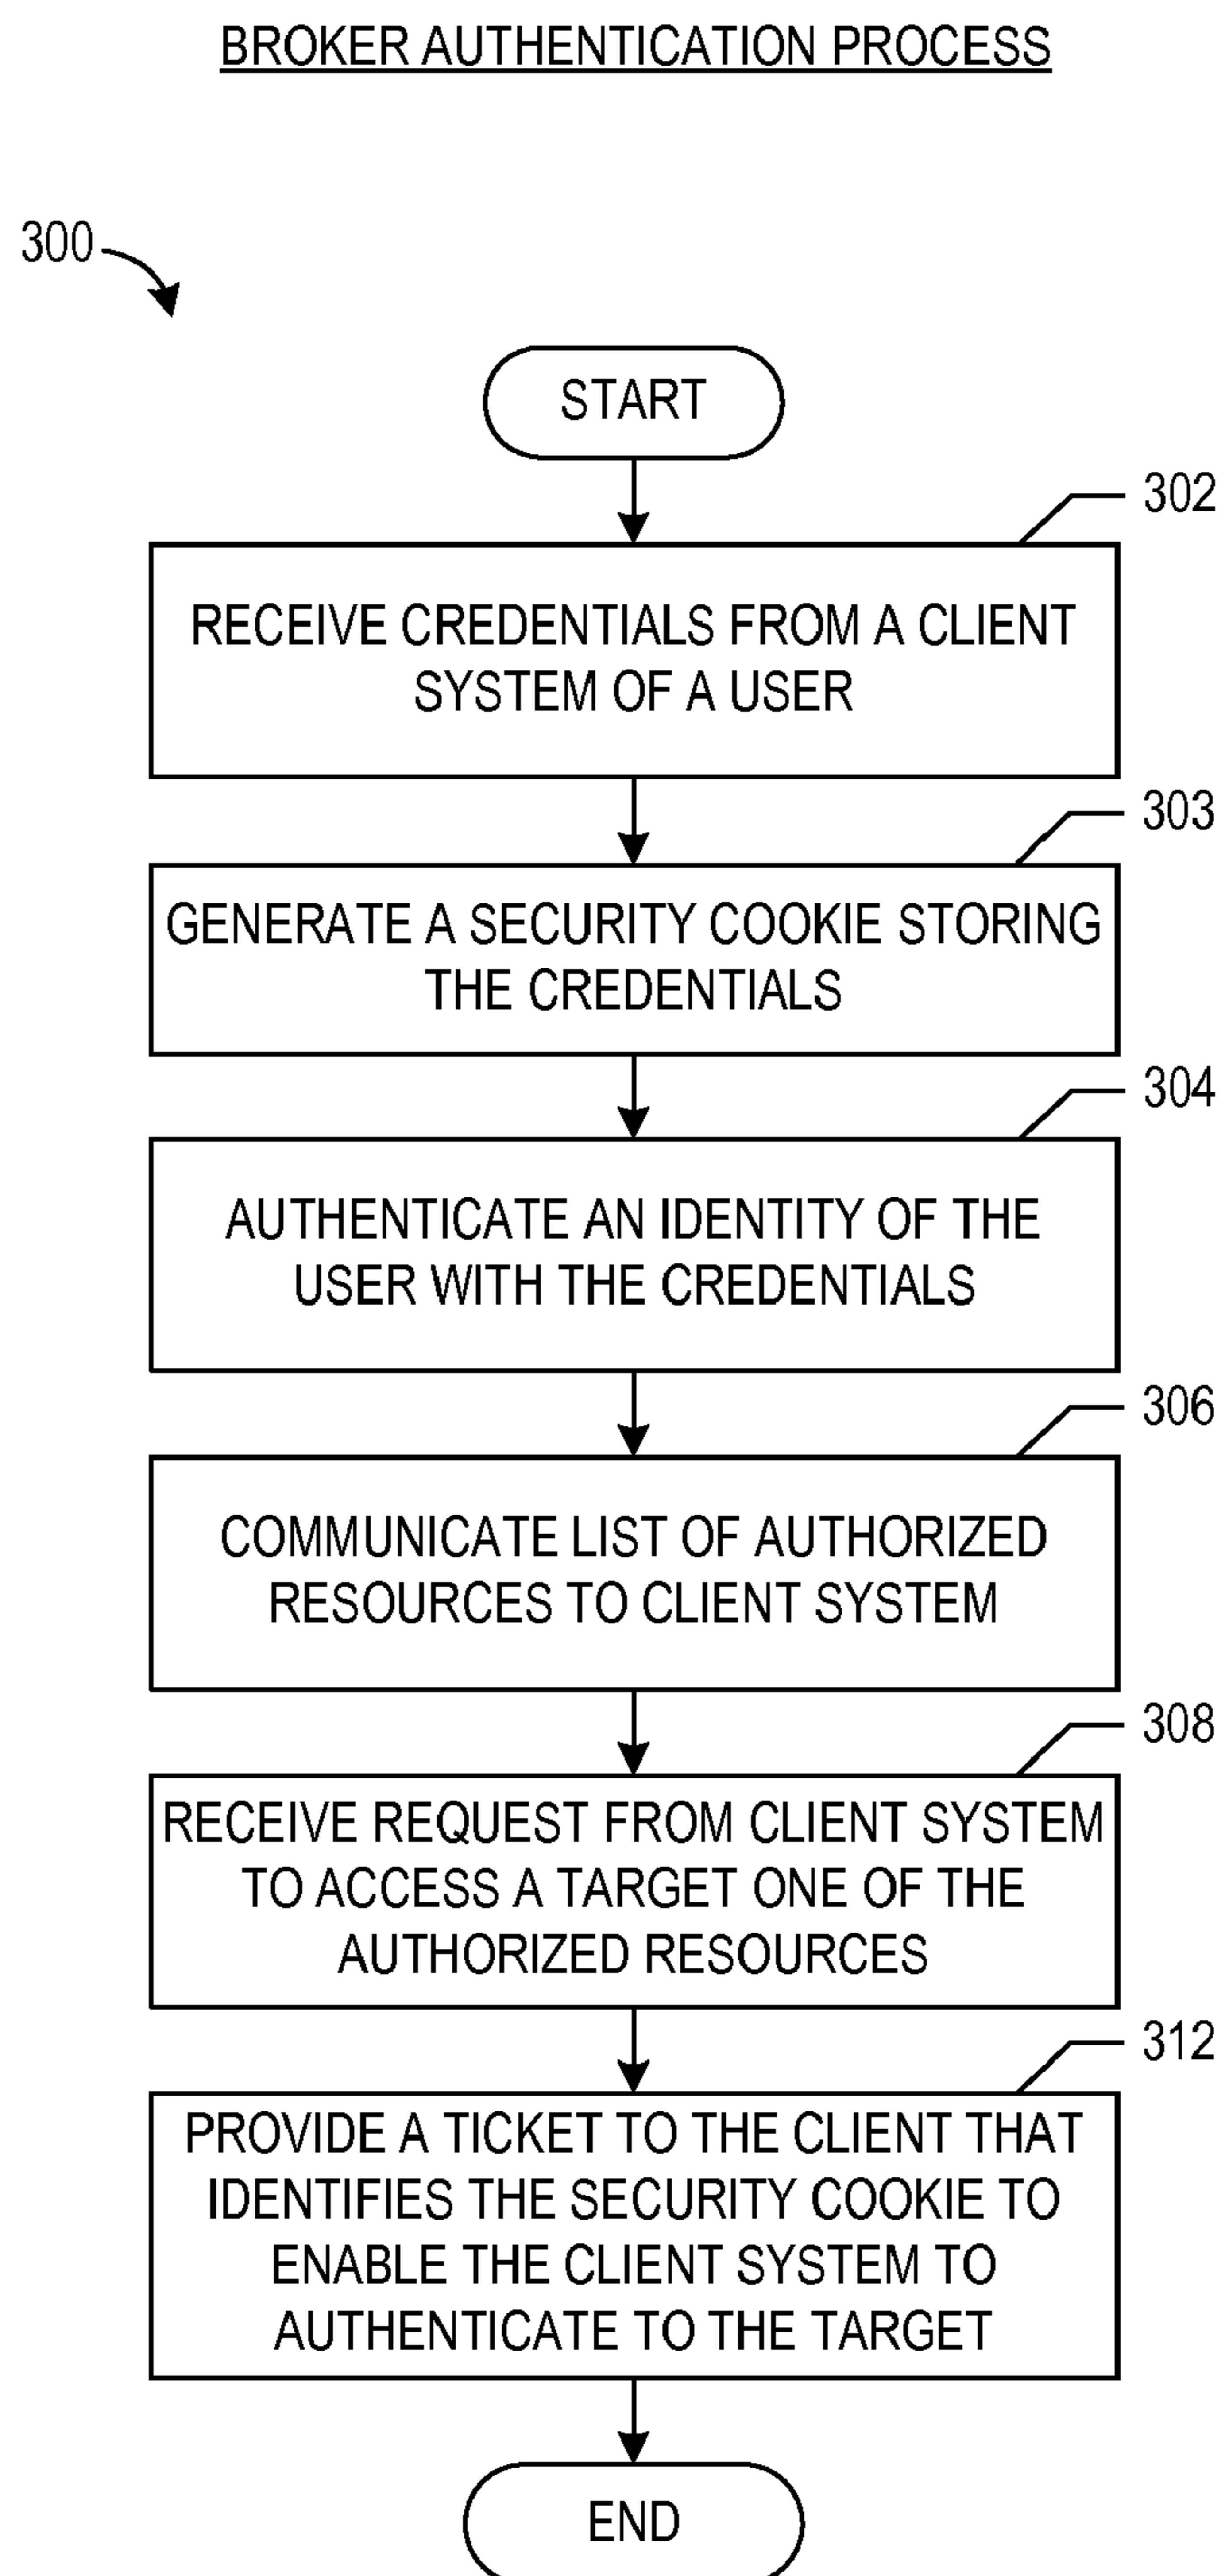 BROKER AUTHENTICATION PROCESS
300
START
302
RECEIVE CREDENTIALS FROM A CLIENT
SYSTEM OF A USER
303
GENERATE A SECURITY COOKIE STORING
THE CREDENTIALS
304
AUTHENTICATE AN IDENTITY OF THE
USER WITH THE CREDENTIALS
306
COMMUNICATE LIST OF AUTHORIZED
RESOURCES TO CLIENT SYSTEM
308
RECEIVE REQUEST FROM CLIENT SYSTEM
TO ACCESS A TARGET ONE OF THE
AUTHORIZED RESOURCES
312
PROVIDE A TICKET TO THE CLIENT THAT
IDENTIFIES THE SECURITY COOKIE TO
ENABLE THE CLIENT SYSTEM TO
AUTHENTICATE TO THE TARGET
END